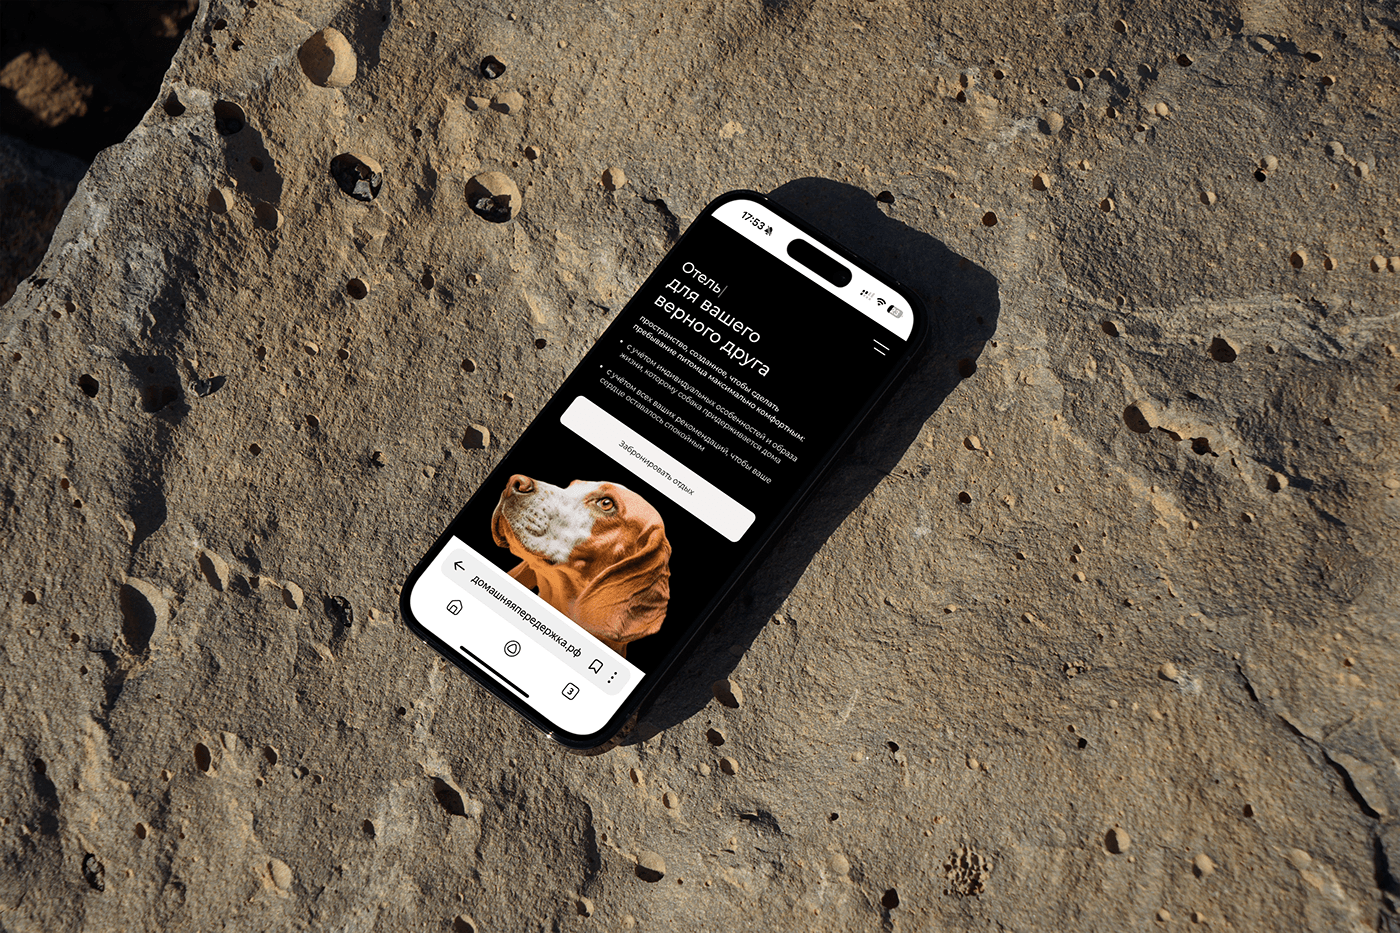 17:53
23
Отель
для вашего
верного друга
пространство, созданное, чтобы сделать
пребывание питомца максимально комфортным:
• с учётом индивидуальных особенностей и образа
жизни, которому собака придерживается дома
• с учётом всех ваших рекомендаций, чтобы ваше
сердце оставалось спокойным
Забронировать отдых
домашняяпередержка.рф
3